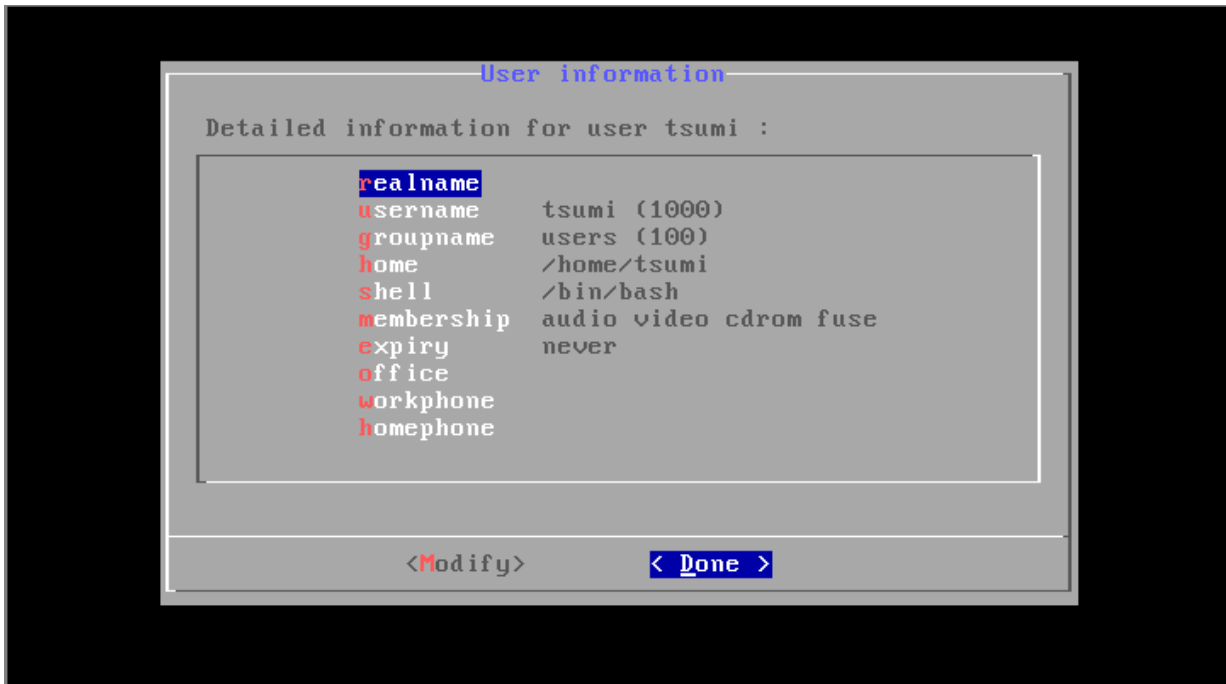 User information
Detailed information for user tsumi :
realname
username tsumi (1000)
groupname users (100)
home /home/tsumi
shell /bin/bash
membership audio video cdrom fuse
expiry never
office
workphone
homephone
<Modify> < Done >